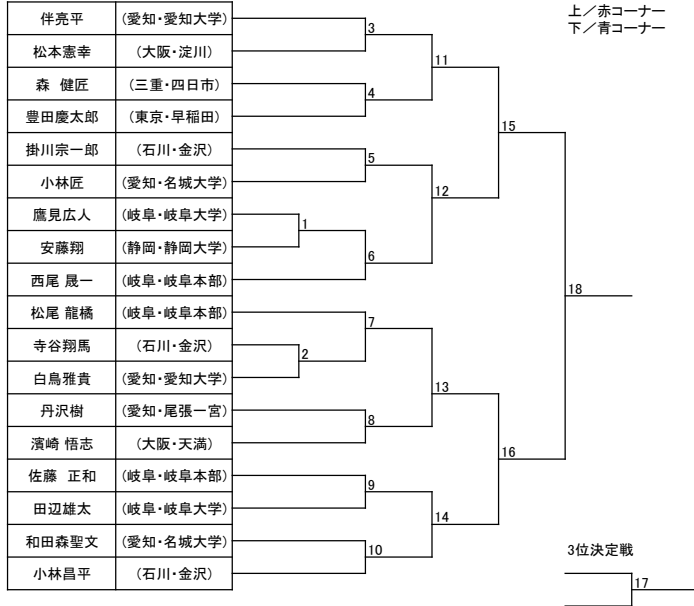 上／赤コーナー
下／青コーナー
伴亮平 (愛知・愛知大学)
松本憲幸 (大阪・淀川)
森 健匠 (三重・四日市)
豊田慶太郎 (東京・早稲田)
掛川宗一郎 (石川・金沢)
小林匠 (愛知・名城大学)
鷹見広人 (岐阜・岐阜大学)
安藤翔 (静岡・静岡大学)
西尾 晟一 (岐阜・岐阜本部)
松尾 龍橘 (岐阜・岐阜本部)
寺谷翔馬 (石川・金沢)
白鳥雅貴 (愛知・愛知大学)
丹沢樹 (愛知・尾張一宮)
濱崎 悟志 (大阪・天満)
佐藤 正和 (岐阜・岐阜本部)
田辺雄太 (岐阜・岐阜大学)
和田森聖文 (愛知・名城大学)
小林昌平 (石川・金沢)
1
2
3
4
5
6
7
8
9
10
11
12
13
14
15
16
18
3位決定戦
17